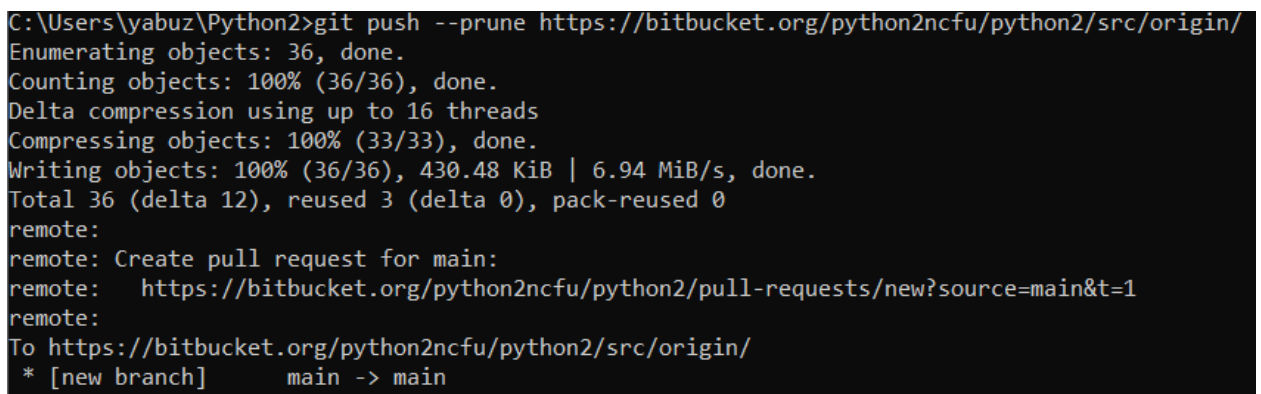 C:\Users\yabuz\Python2>git push --prune https://bitbucket.org/python2ncfu/python2/src/origin/
Enumerating objects: 36, done.
Counting objects: 100% (36/36), done.
Delta compression using up to 16 threads
Compressing objects: 100% (33/33), done.
Writing objects: 100% (36/36), 430.48 KiB | 6.94 MiB/s, done.
Total 36 (delta 12), reused 3 (delta 0), pack-reused 0
remote:
remote: Create pull request for main:
remote:   https://bitbucket.org/python2ncfu/python2/pull-requests/new?source=main&t=1
remote:
To https://bitbucket.org/python2ncfu/python2/src/origin/
 * [new branch]      main -> main